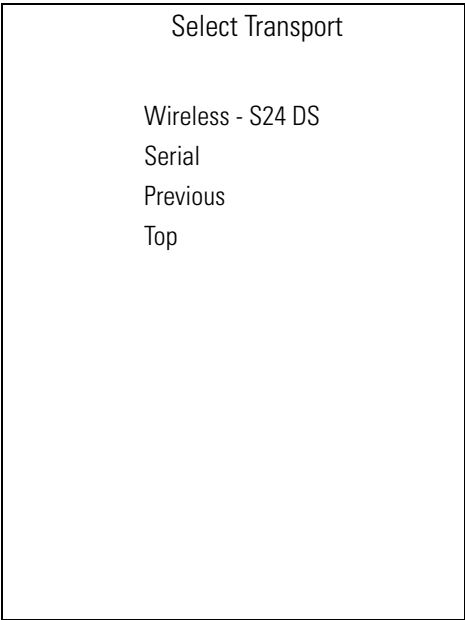 Select Transport
Wireless - S24 DS
Serial
Previous
Top